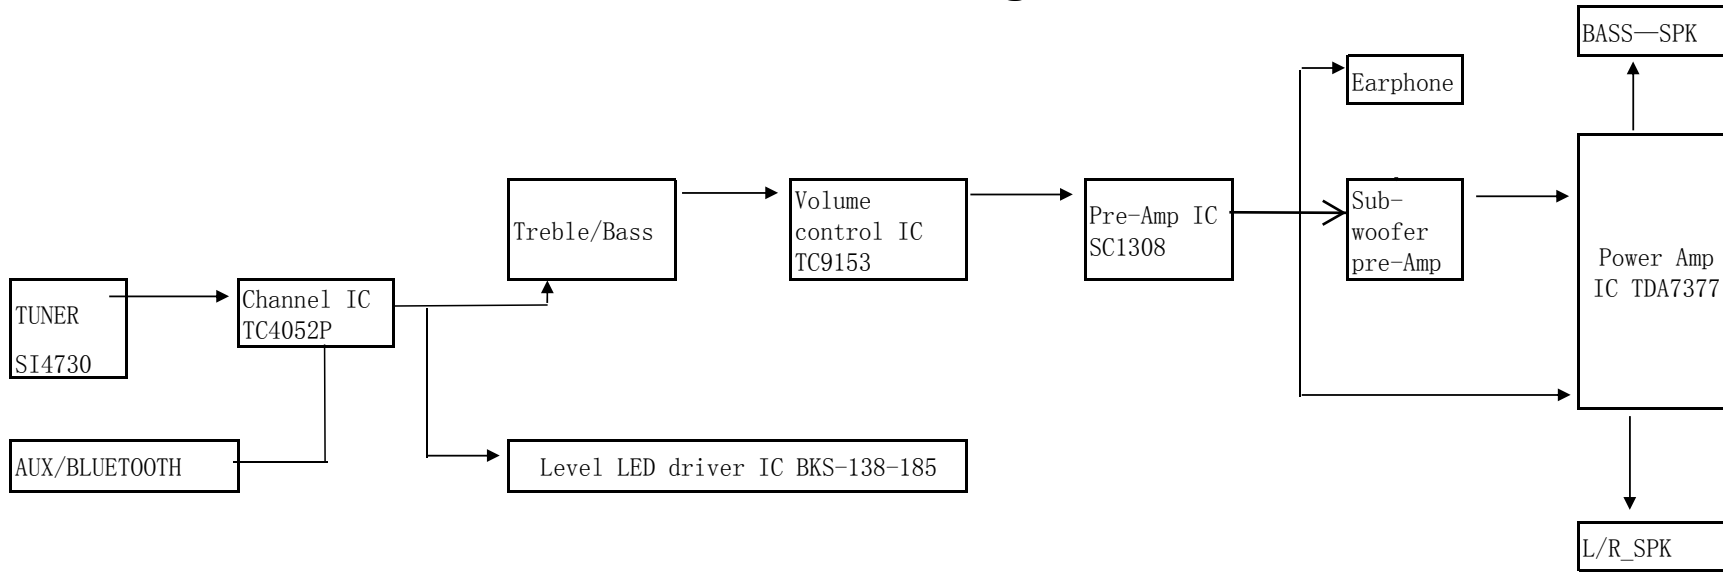 BASS—SPK
Earphone
Treble/Bass
Volume
control IC
TC9153
Pre-Amp IC
SC1308
Sub-
woofer
pre-Amp
Power Amp
IC TDA7377
TUNER
SI4730
Channel IC
TC4052P
AUX/BLUETOOTH
Level LED driver IC BKS-138-185
L/R_SPK